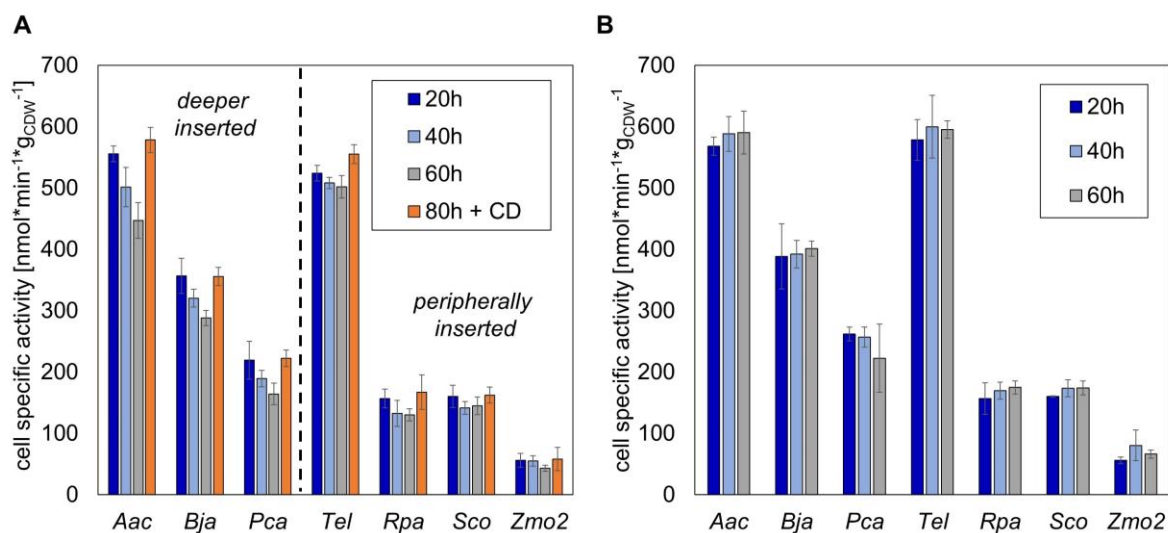 A
cell specific activity [nmol*min⁻¹*g_CDW⁻¹]
700
600
500
400
300
200
100
0
deeper
inserted
20h
40h
60h
80h + CD
peripherally
inserted
Aac Bja Pca Tel Rpa Sco Zmo2
B
cell specific activity [nmol*min⁻¹*g_CDW⁻¹]
700
600
500
400
300
200
100
0
20h
40h
60h
Aac Bja Pca Tel Rpa Sco Zmo2